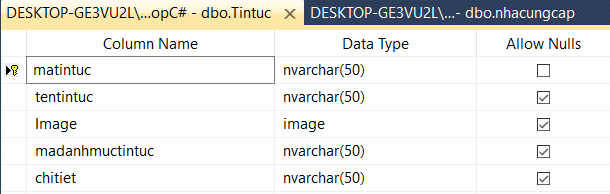 DESKTOP-GE3VU2L\...opC# - dbo.Tintuc DESKTOP-GE3VU2L\...- dbo.nhacungcap
Column Name Data Type Allow Nulls
matintuc nvarchar(50)
tentintuc nvarchar(50)
Image image
madanhmuctintuc nvarchar(50)
chitiet nvarchar(50)